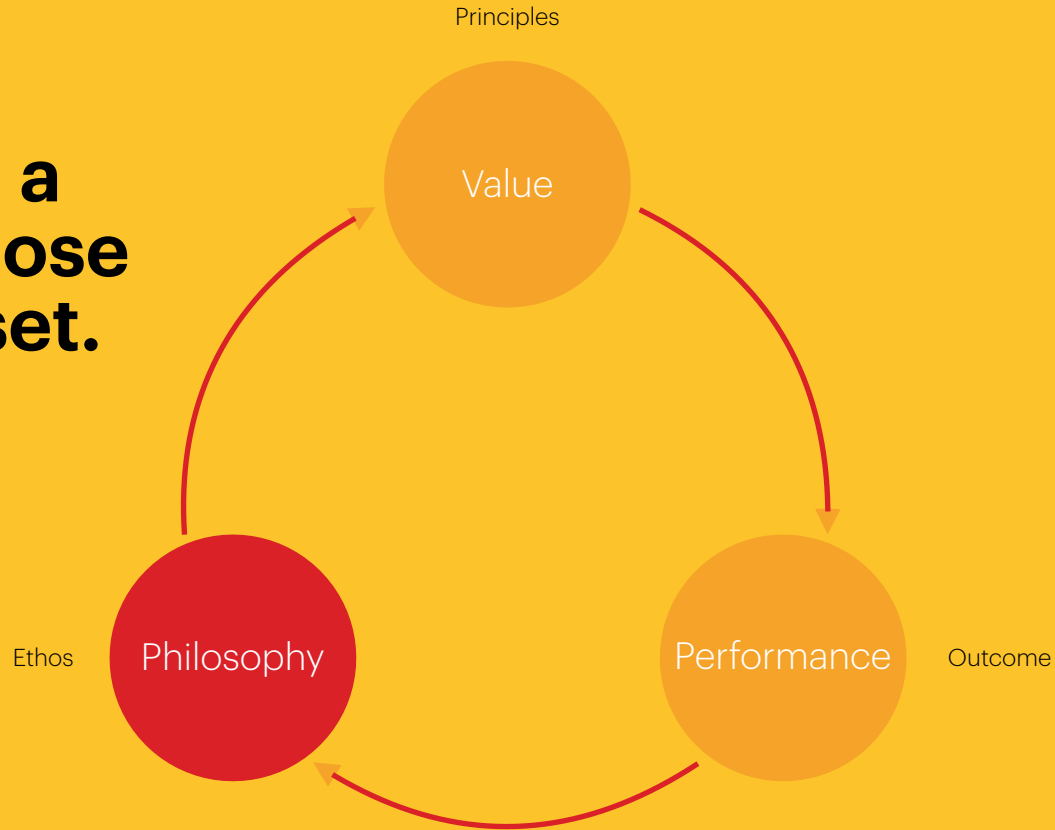 Principles
a
ose
set.
Value
Ethos
Philosophy
Performance
Outcome